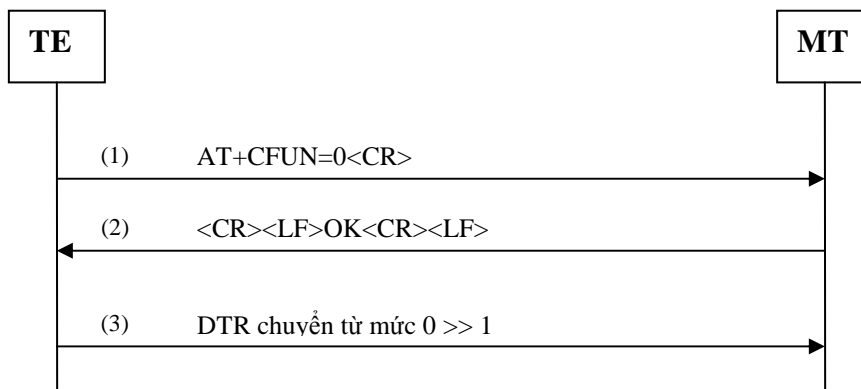 TE
MT
(1) AT+CFUN=0<CR>
(2) <CR><LF>OK<CR><LF>
(3) DTR chuyển từ mức 0 >> 1